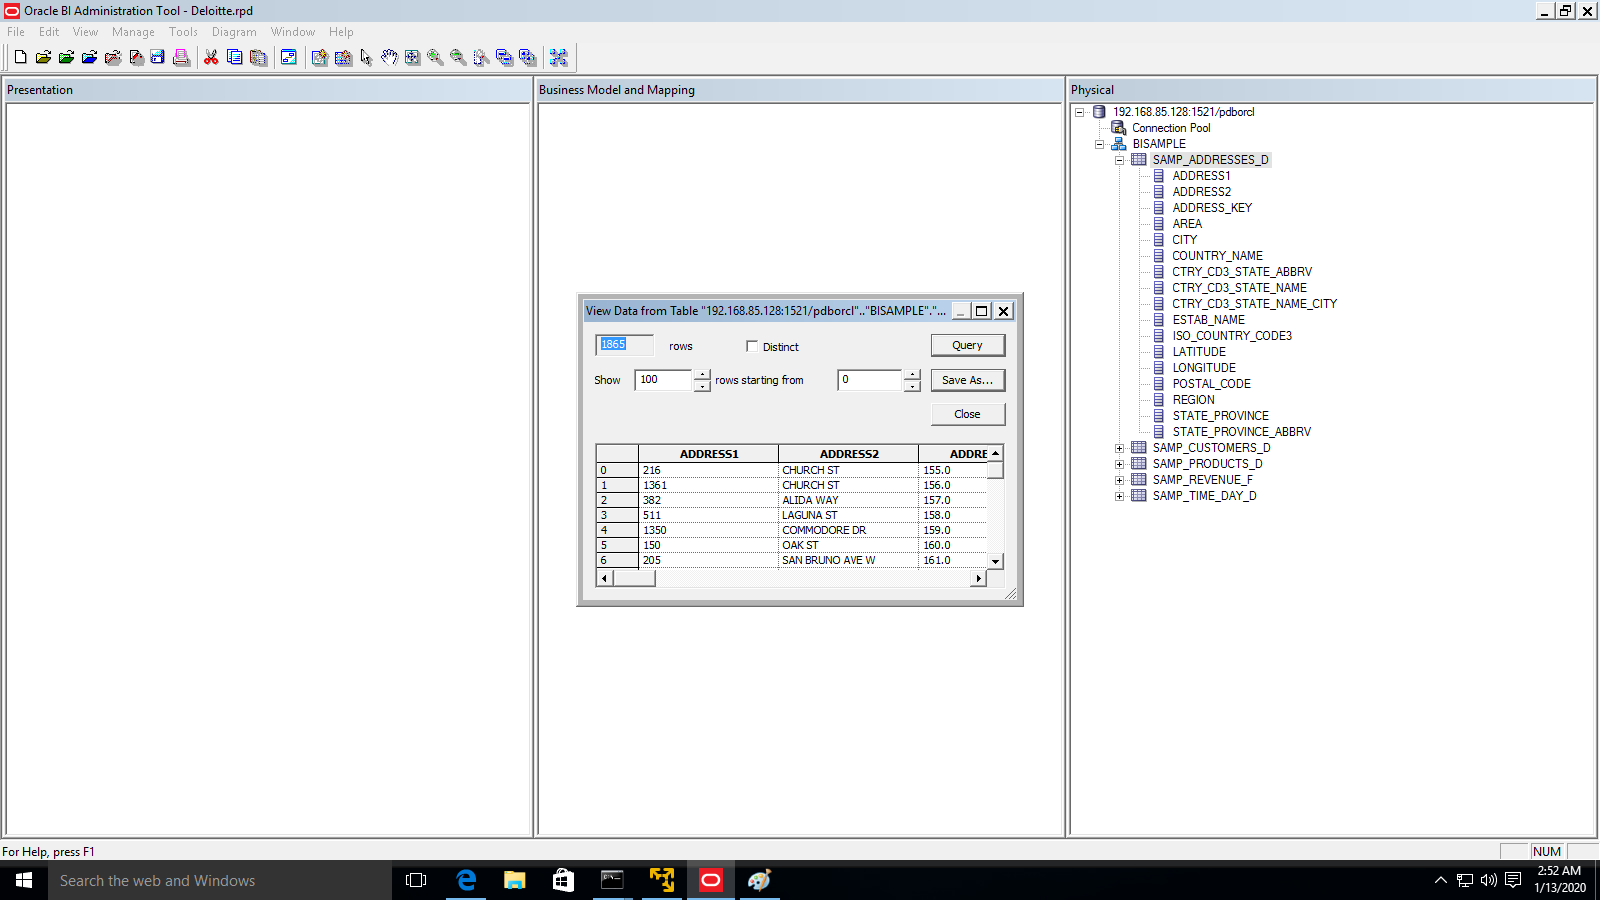 Oracle BI Administration Tool - Deloitte.rpd
File Edit View Manage Tools Diagram Window Help
Presentation
Business Model and Mapping
Physical
192.168.85.128:1521/pdborcl
Connection Pool
BISAMPLE
SAMP_ADDRESSES_D
ADDRESS1
ADDRESS2
ADDRESS_KEY
AREA
CITY
COUNTRY_NAME
CTRY_CD3_STATE_ABBRV
CTRY_CD3_STATE_NAME
CTRY_CD3_STATE_NAME_CITY
ESTAB_NAME
ISO_COUNTRY_CODE3
LATITUDE
LONGITUDE
POSTAL_CODE
REGION
STATE_PROVINCE
STATE_PROVINCE_ABBRV
SAMP_CUSTOMERS_D
SAMP_PRODUCTS_D
SAMP_REVENUE_F
SAMP_TIME_DAY_D
View Data from Table "192.168.85.128:1521/pdborcl".."BISAMPLE"."...
1865 rows Distinct Query
Show 100 rows starting from 0 Save As...
Close
ADDRESS1 ADDRESS2 ADDRE
0 216 CHURCH ST 155.0
1 1361 CHURCH ST 156.0
2 382 ALIDA WAY 157.0
3 511 LAGUNA ST 158.0
4 1350 COMMODORE DR 159.0
5 150 OAK ST 160.0
6 205 SAN BRUNO AVE W 161.0
For Help, press F1
NUM
Search the web and Windows
2:52 AM
1/13/2020